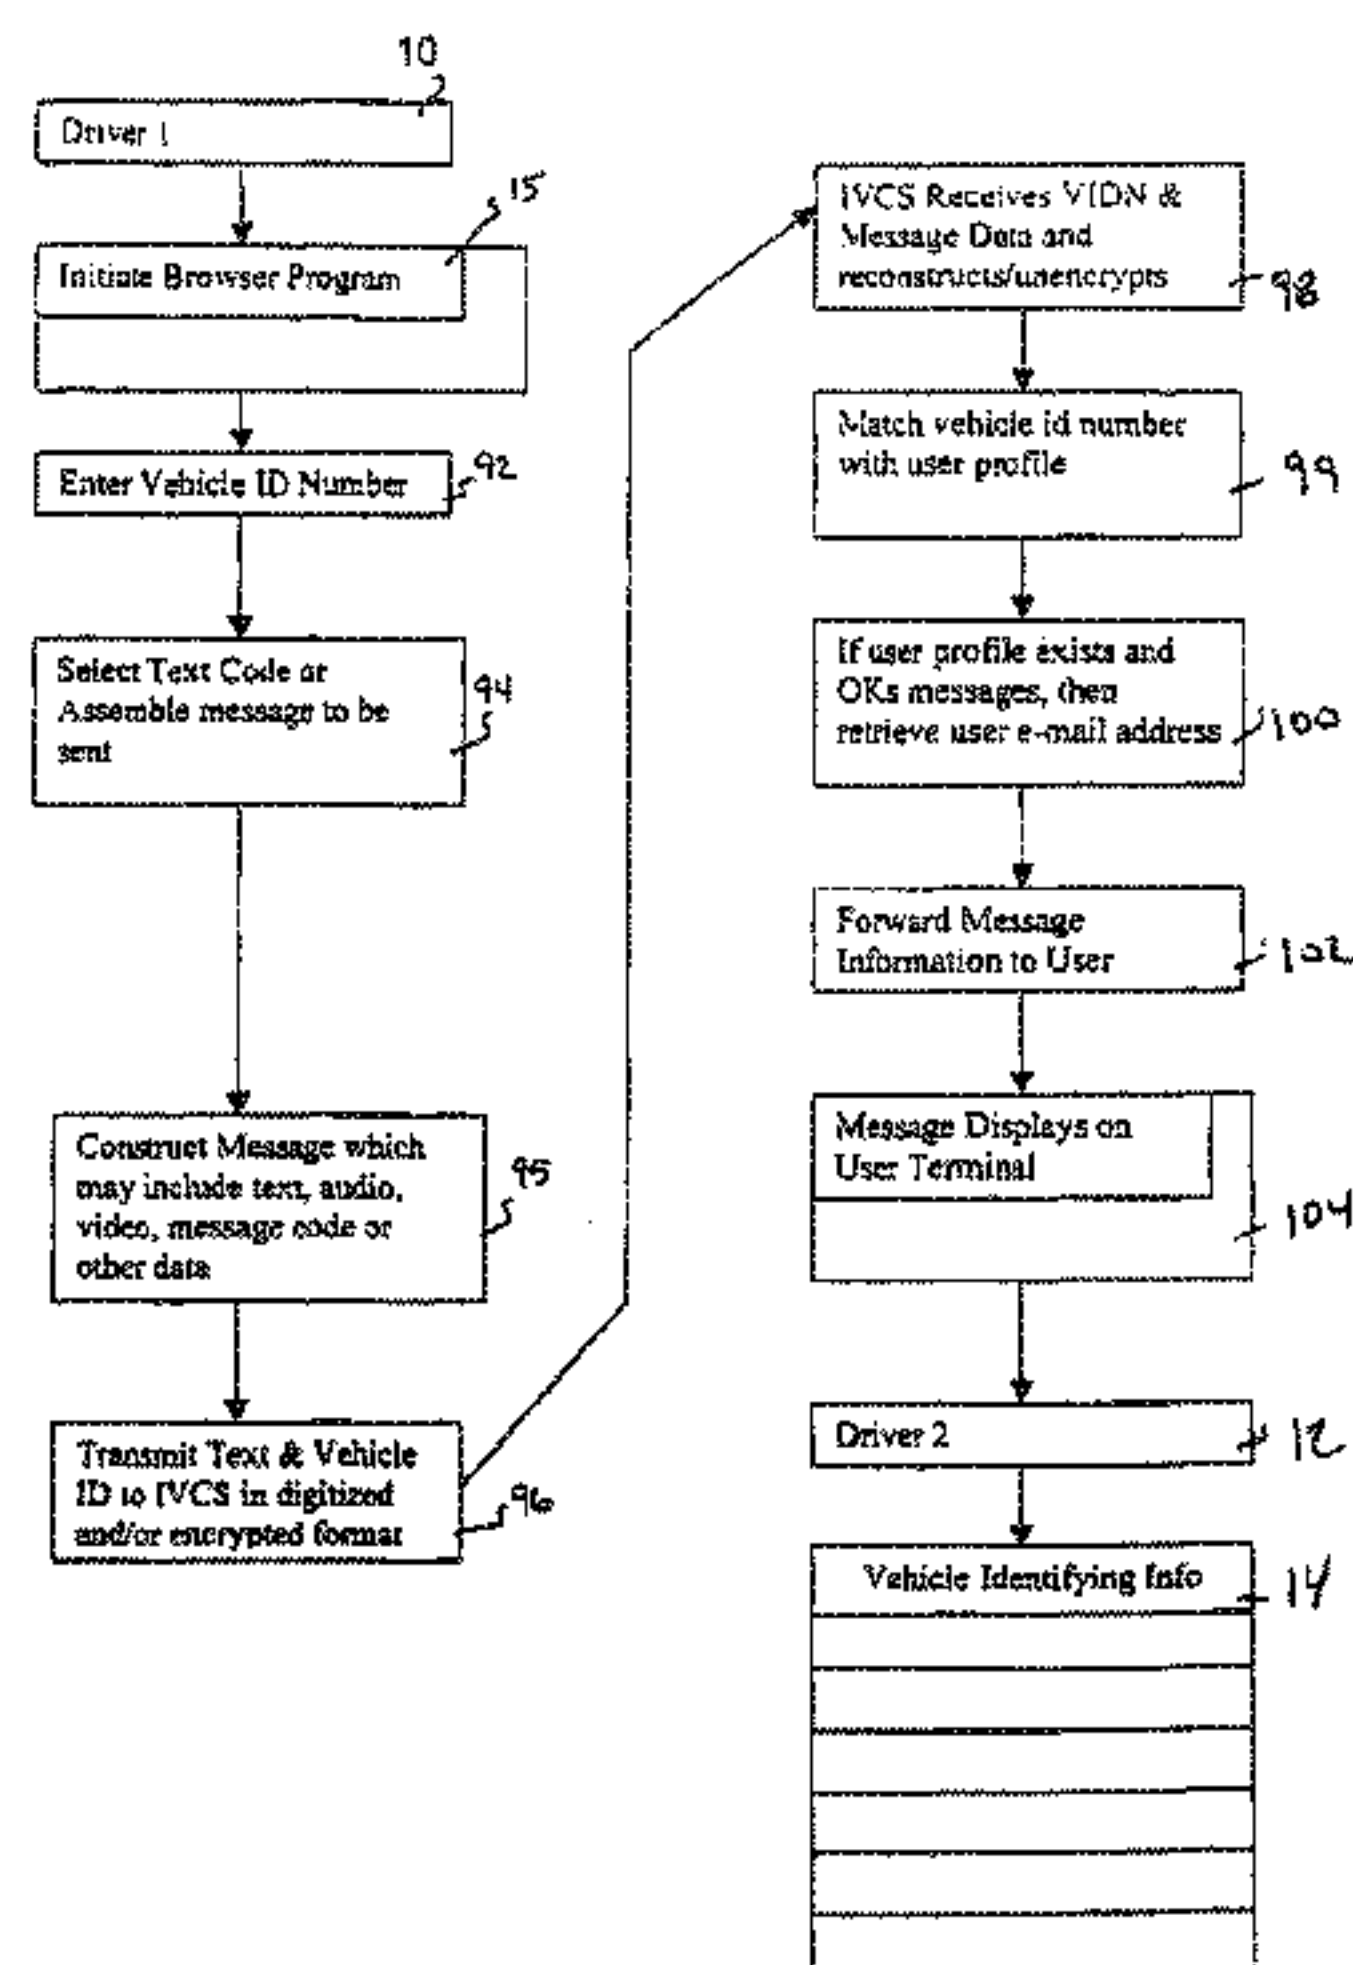 10
Driver 1
15
Initiate Browser Program
Enter Vehicle ID Number
92
Select Text Code or
Assemble message to be
sent
94
Construct Message which
may include text, audio,
video, message code or
other data
95
Transmit Text & Vehicle
ID to IVCS in digitized
and/or encrypted format
96
IVCS Receives VIDN &
Message Data and
reconstructs/unencrypts
98
Match vehicle id number
with user profile
99
If user profile exists and
OKs messages, then
retrieve user e-mail address
100
Forward Message
Information to User
102
Message Displays on
User Terminal
104
Driver 2
12
Vehicle Identifying Info
14